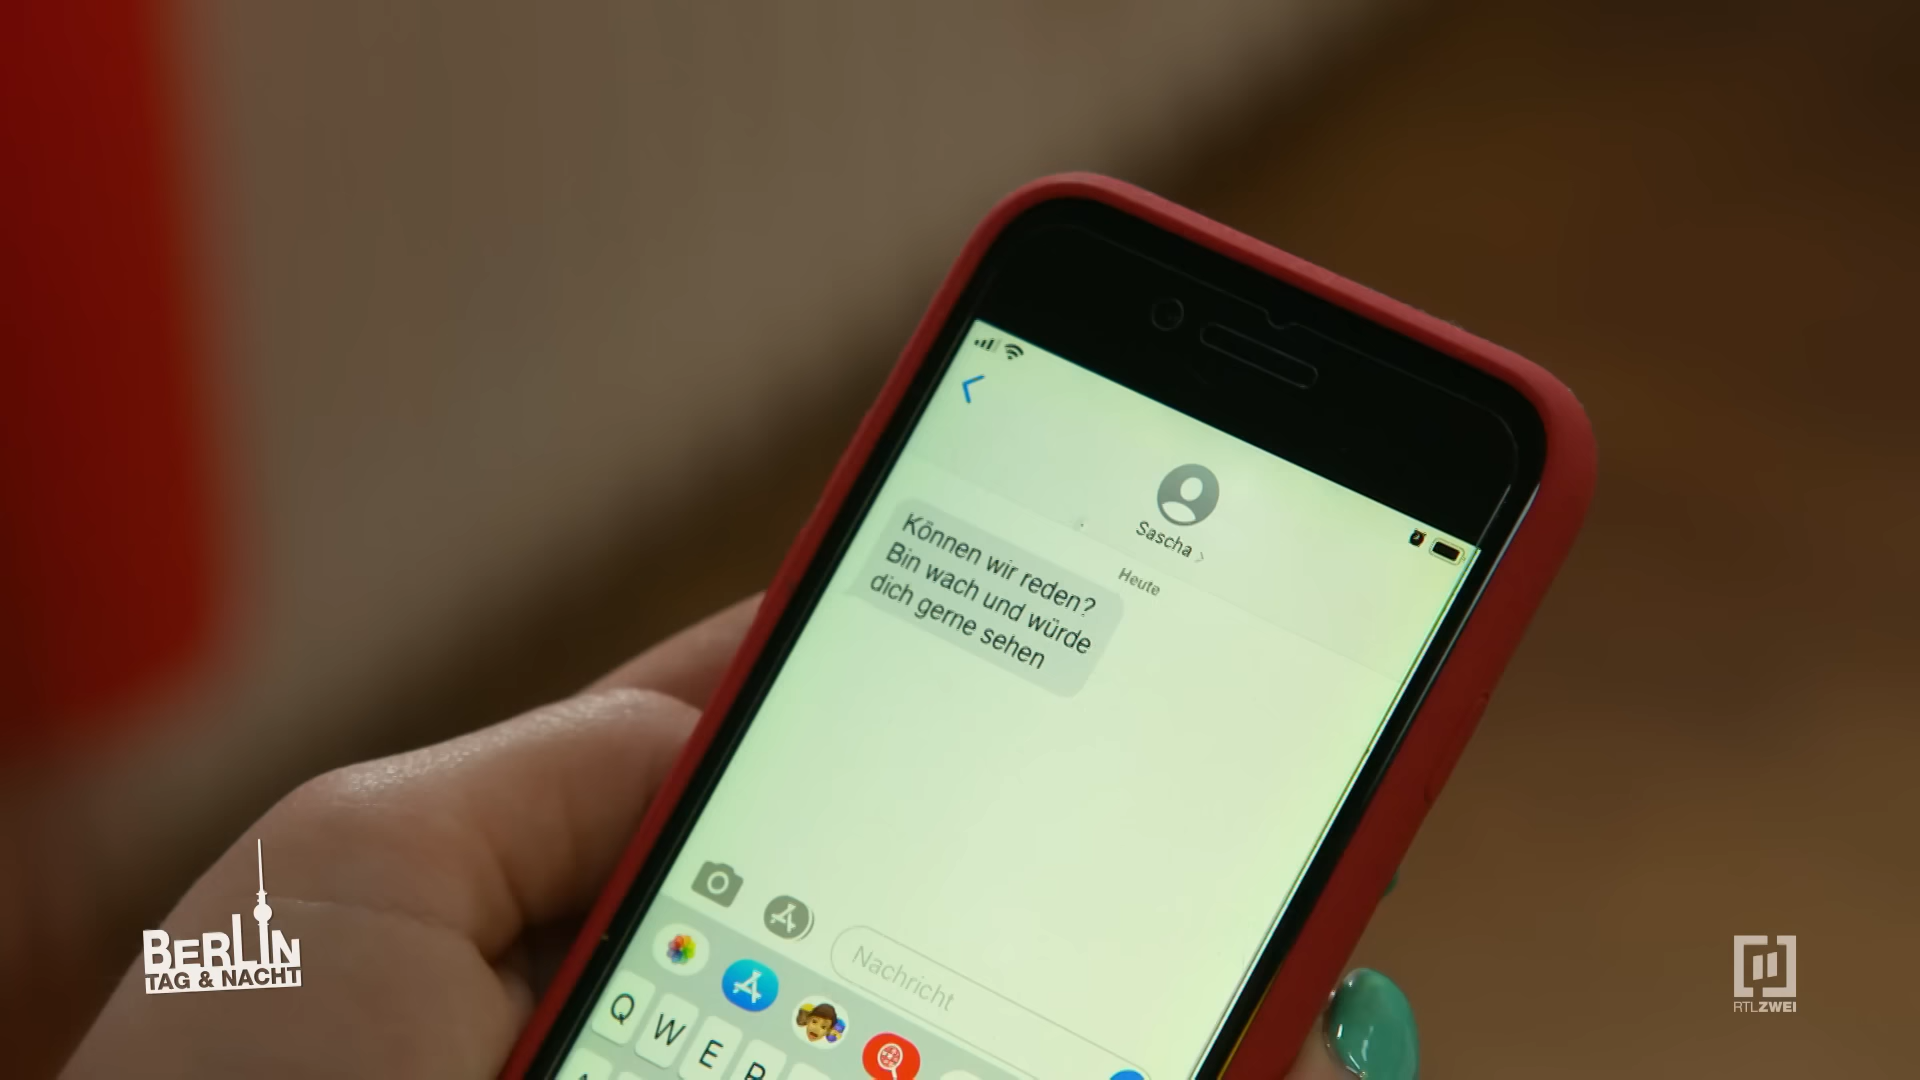 Sascha
Heute
Können wir reden?
Bin wach und würde
dich gerne sehen
Nachricht
Q W E R
BERLIN
TAG & NACHT
RTLZWEI